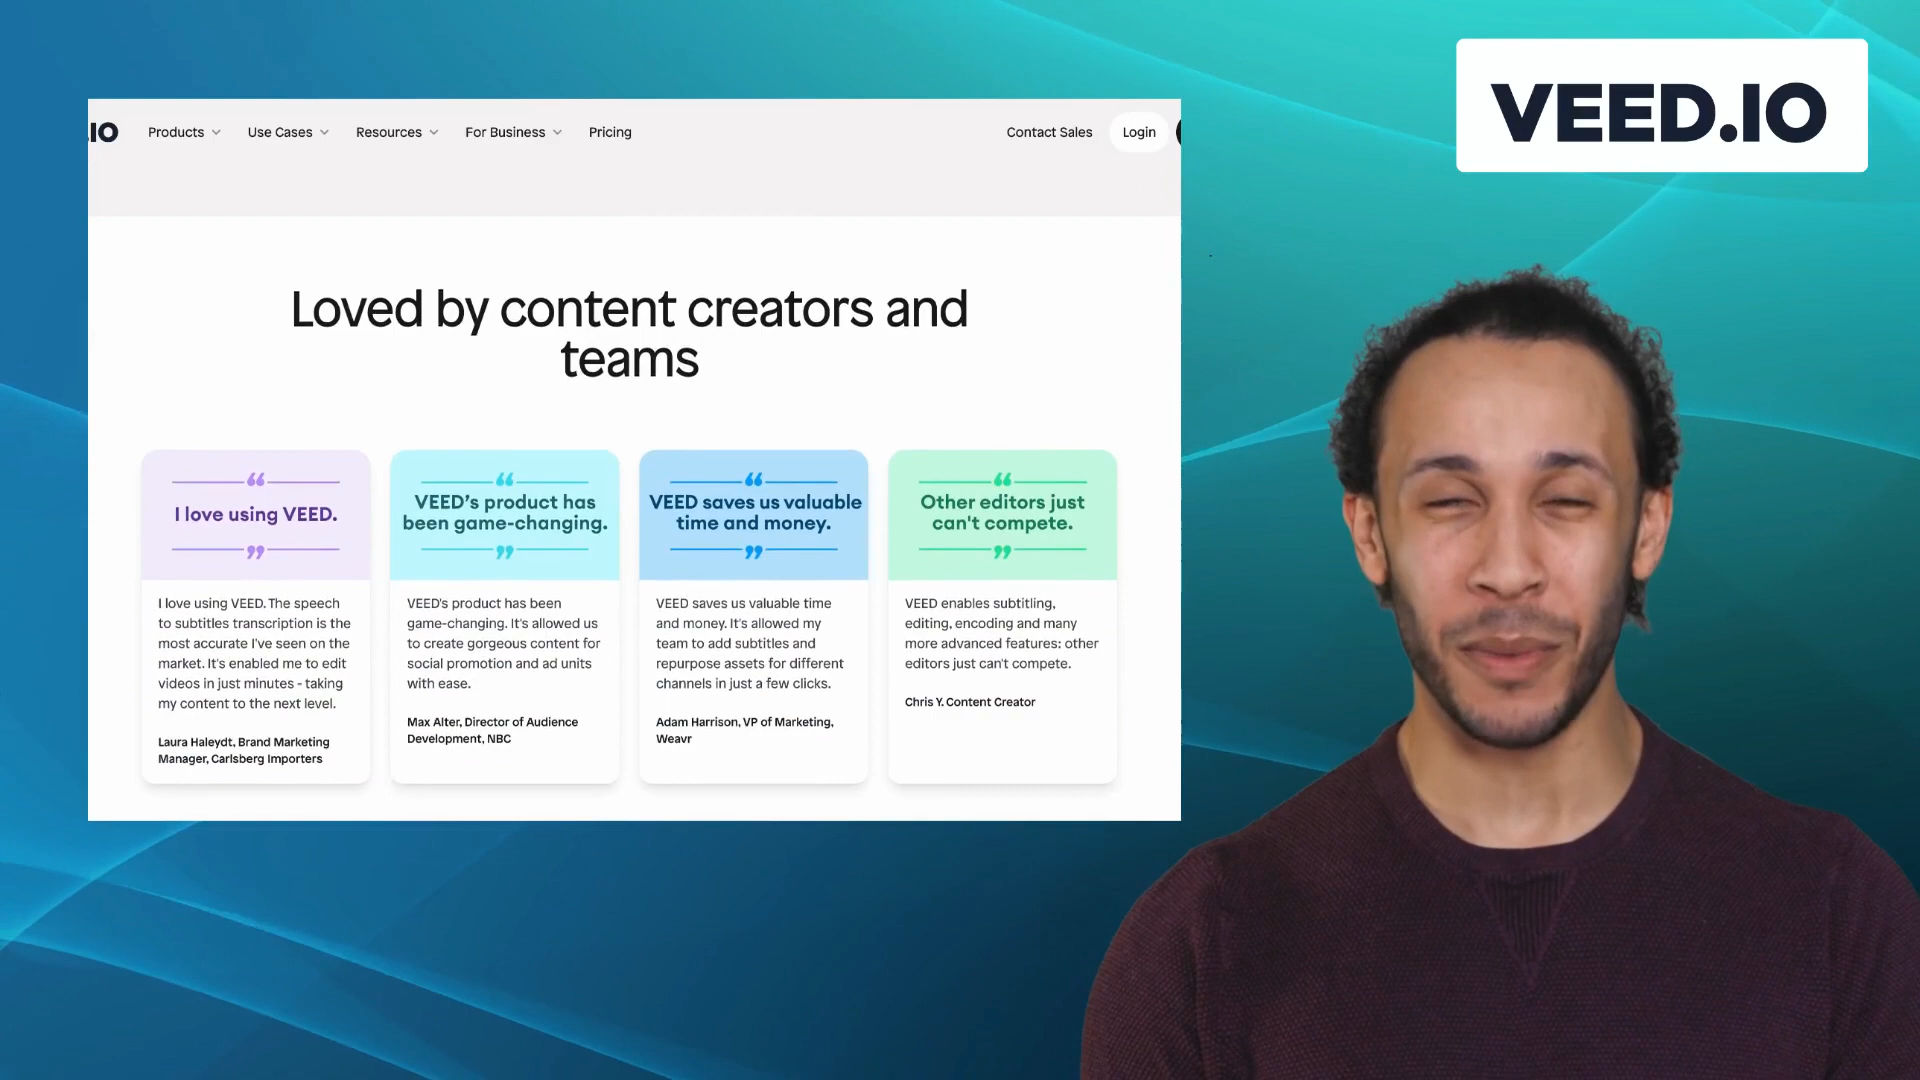 VEED.IO
.IO
Products
Use Cases
Resources
For Business
Pricing
Contact Sales
Login
Loved by content creators and
teams
“
I love using VEED.
”
I love using VEED. The speech
to subtitles transcription is the
most accurate I've seen on the
market. It's enabled me to edit
videos in just minutes - taking
my content to the next level.
Laura Haleydt, Brand Marketing
Manager, Carlsberg Importers
“
VEED’s product has
been game-changing.
”
VEED's product has been
game-changing. It's allowed us
to create gorgeous content for
social promotion and ad units
with ease.
Max Alter, Director of Audience
Development, NBC
“
VEED saves us valuable
time and money.
”
VEED saves us valuable time
and money. It's allowed my
team to add subtitles and
repurpose assets for different
channels in just a few clicks.
Adam Harrison, VP of Marketing,
Weavr
“
Other editors just
can't compete.
”
VEED enables subtitling,
editing, encoding and many
more advanced features: other
editors just can't compete.
Chris Y. Content Creator